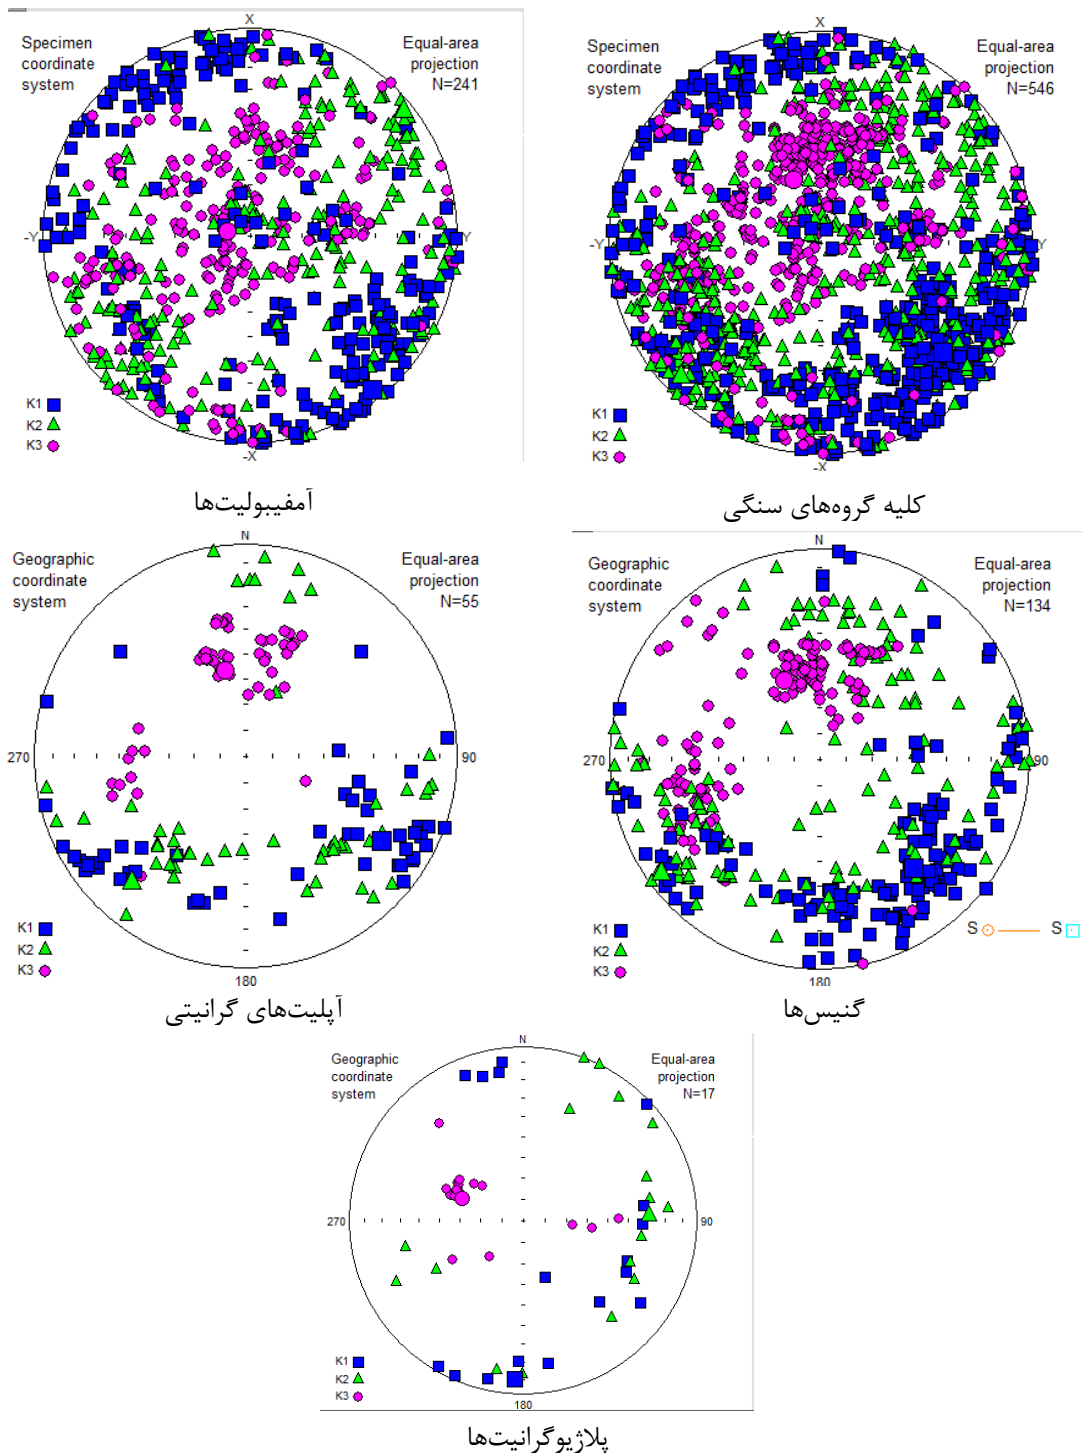 Specimen
coordinate
system
X
Equal-area
projection
N=241
-Y
Y
K1
K2
K3
-X
آمفیبولیت‌ها
Specimen
coordinate
system
X
Equal-area
projection
N=546
-Y
Y
K1
K2
K3
-X
کلیه گروه‌های سنگی
Geographic
coordinate
system
N
Equal-area
projection
N=55
270
90
K1
K2
K3
180
آپلیت‌های گرانیتی
Geographic
coordinate
system
N
Equal-area
projection
N=134
270
90
K1
K2
K3
S
S
180
گنیس‌ها
Geographic
coordinate
system
N
Equal-area
projection
N=17
270
90
K1
K2
K3
180
پلاژیوگرانیت‌ها